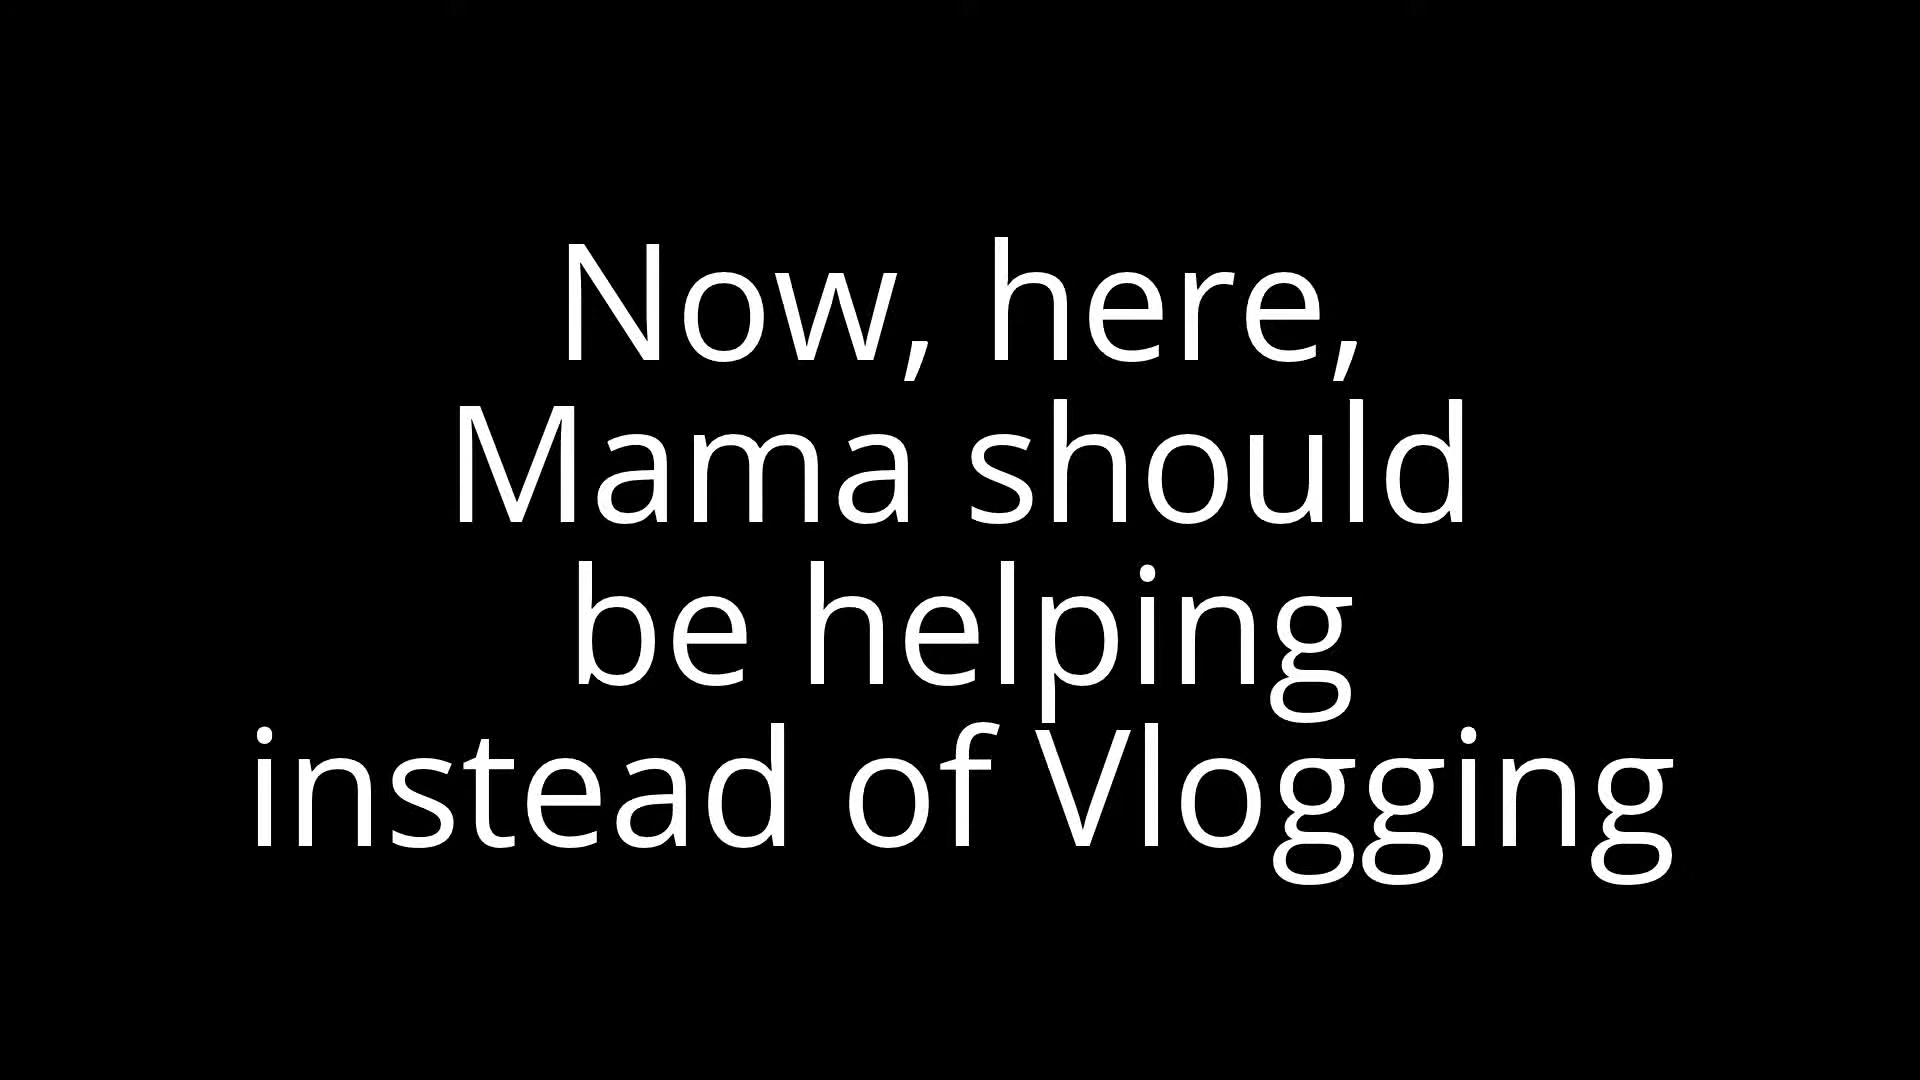 Now, here,
Mama should
be helping
instead of Vlogging